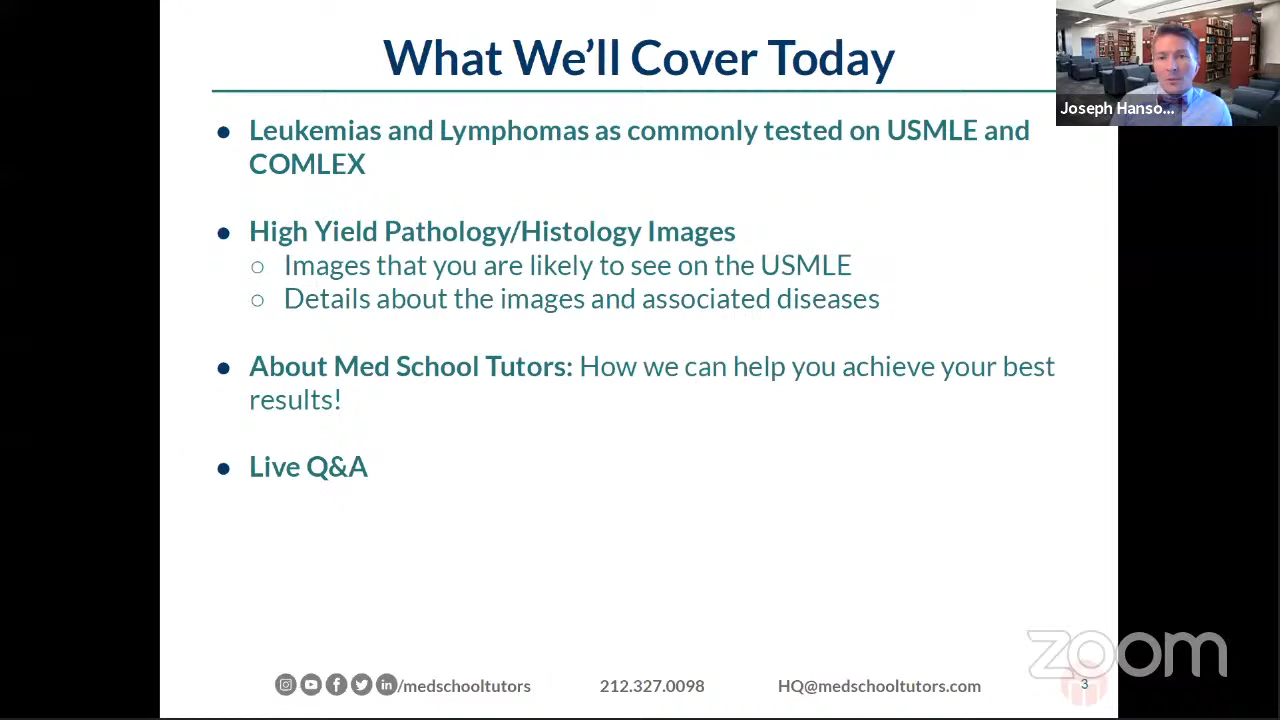 What We'll Cover Today
Joseph Hanso...
● Leukemias and Lymphomas as commonly tested on USMLE and
COMLEX
● High Yield Pathology/Histology Images
○ Images that you are likely to see on the USMLE
○ Details about the images and associated diseases
● About Med School Tutors: How we can help you achieve your best
results!
● Live Q&A
/medschooltutors 212.327.0098 HQ@medschooltutors.com 3
zoom